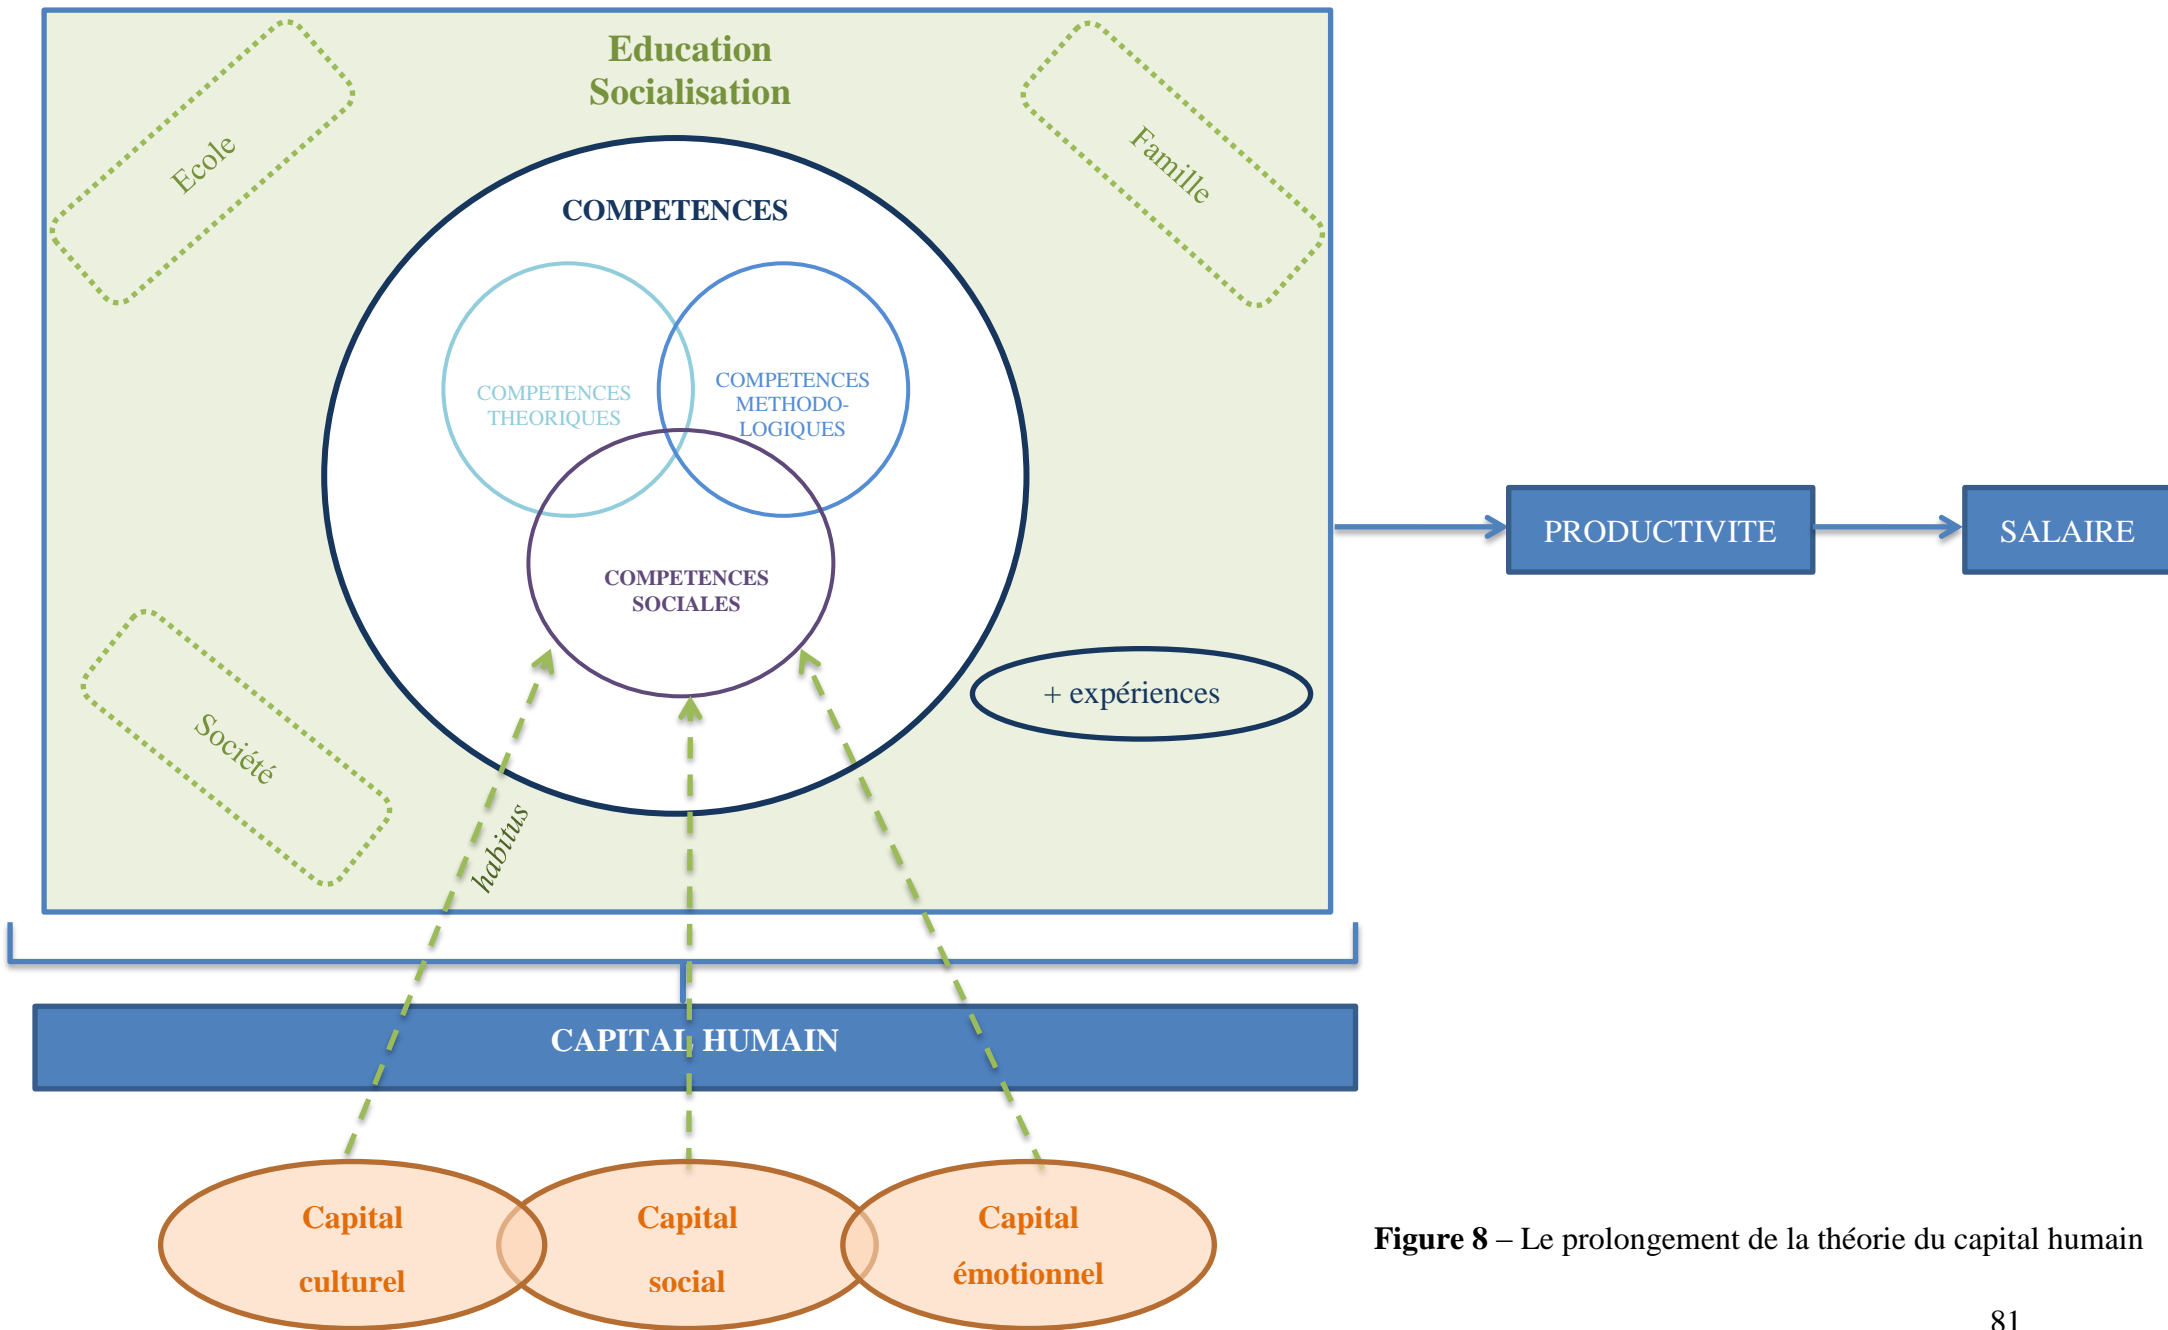 Education
Socialisation
Ecole
Famille
COMPETENCES
COMPETENCES
THEORIQUES
COMPETENCES
METHODO-
LOGIQUES
COMPETENCES
SOCIALES
PRODUCTIVITE
SALAIRE
+ expériences
Société
habitus
CAPITAL HUMAIN
Capital
culturel
Capital
social
Capital
émotionnel
Figure 8 – Le prolongement de la théorie du capital humain
81